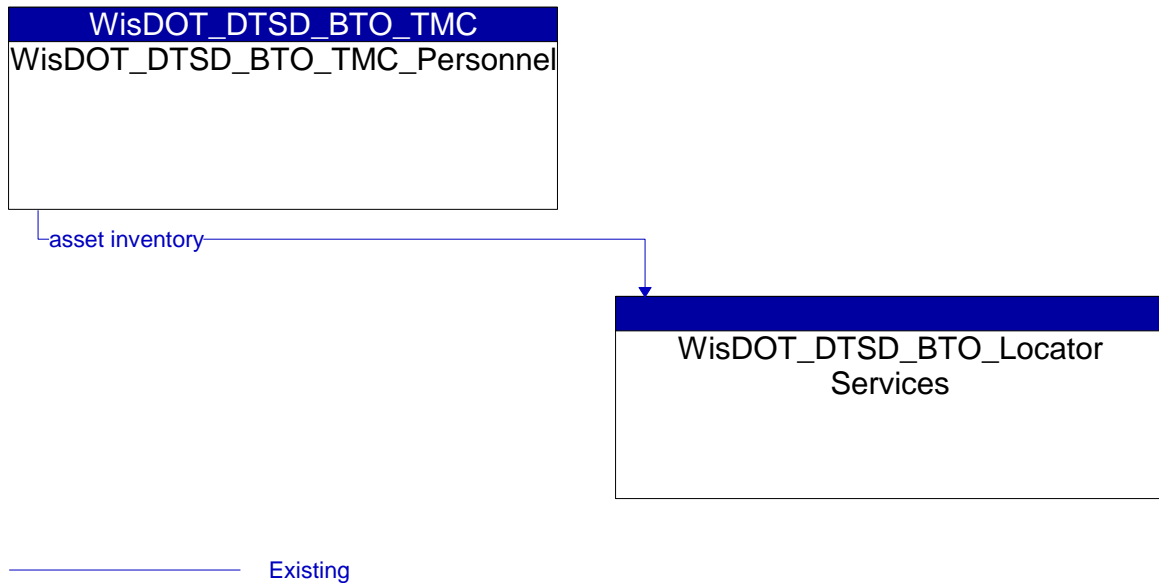 WisDOT_DTSD_BTO_TMC
WisDOT_DTSD_BTO_TMC_Personnel
asset inventory
WisDOT_DTSD_BTO_Locator
Services
Existing